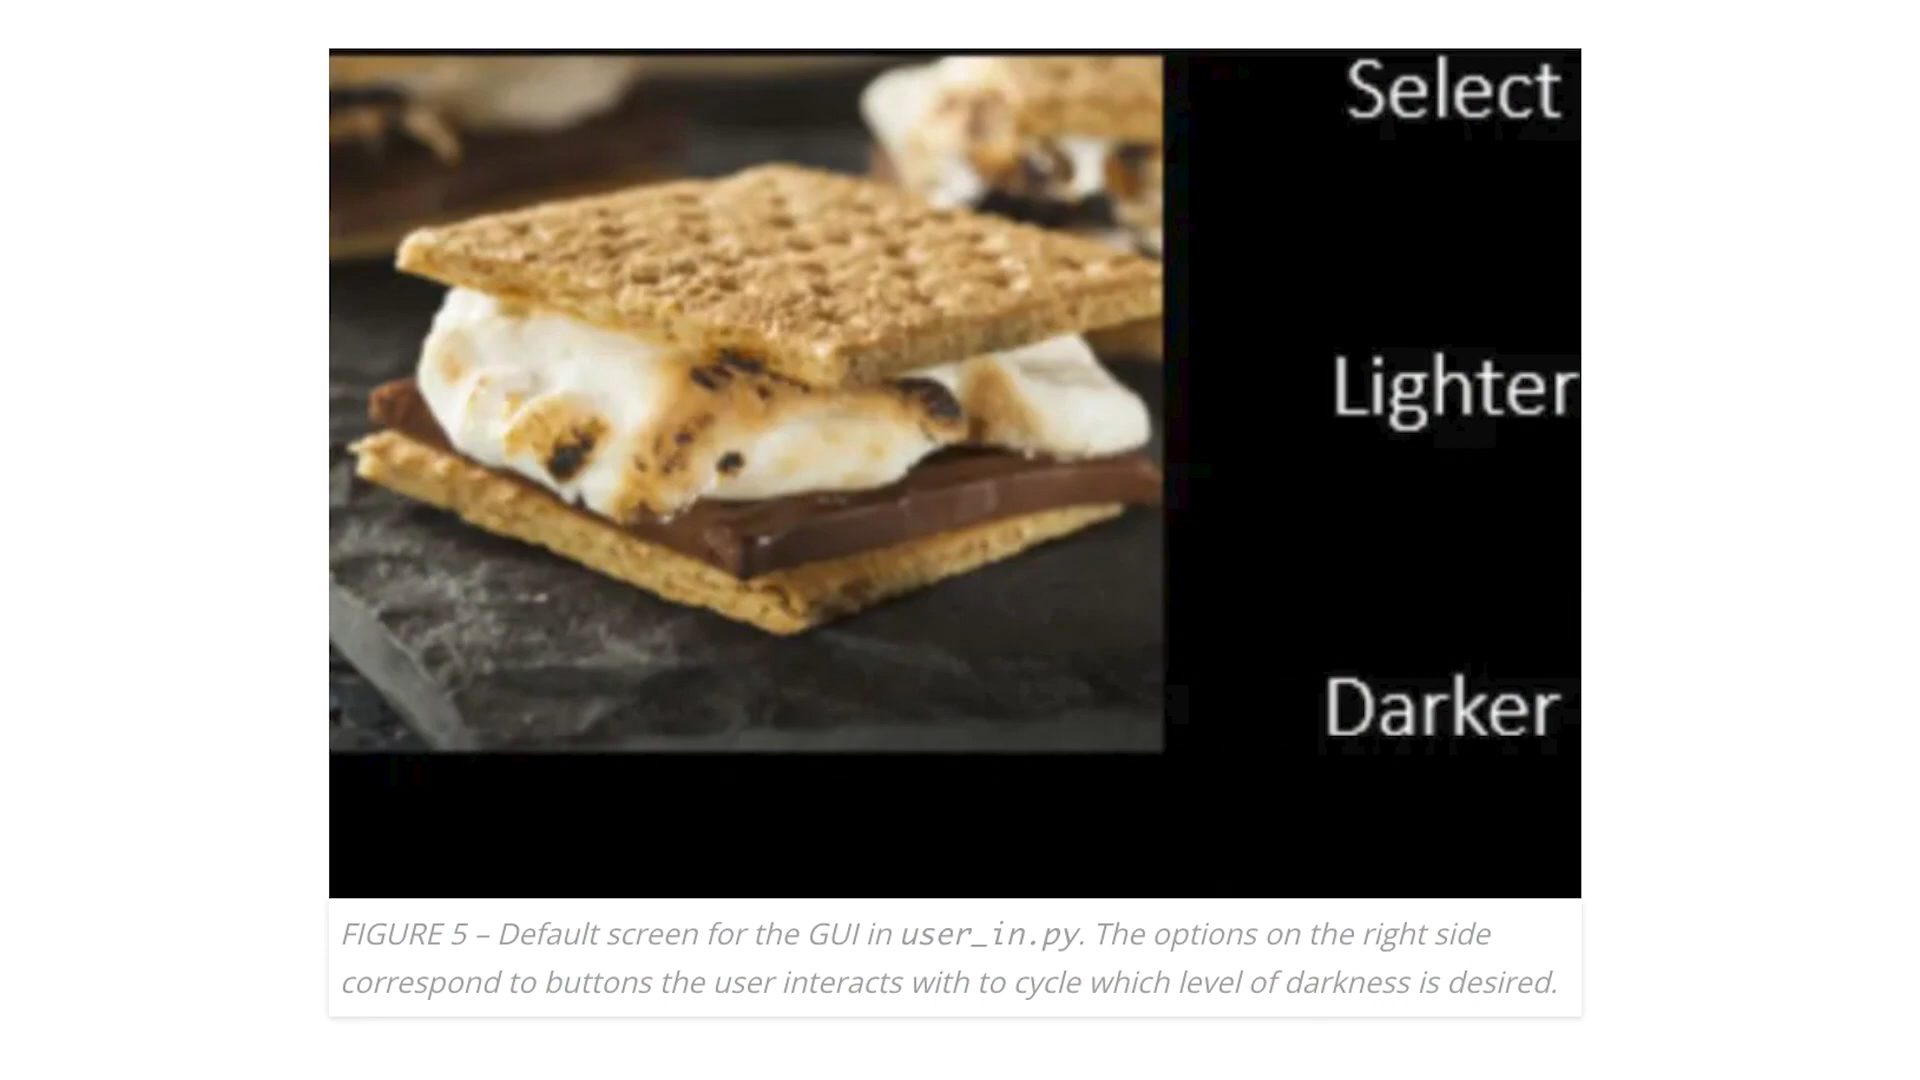 Select
Lighter
Darker
FIGURE 5 – Default screen for the GUI in user_in.py. The options on the right side
correspond to buttons the user interacts with to cycle which level of darkness is desired.